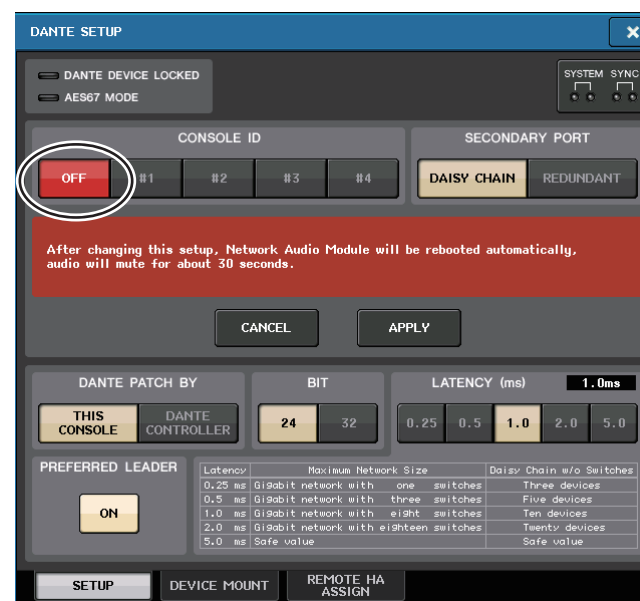 DANTE SETUP
DANTE DEVICE LOCKED
AES67 MODE
SYSTEM SYNC
CONSOLE ID
OFF #1 #2 #3 #4
SECONDARY PORT
DAISY CHAIN REDUNDANT
After changing this setup, Network Audio Module will be rebooted automatically,
audio will mute for about 30 seconds.
CANCEL APPLY
DANTE PATCH BY
THIS CONSOLE DANTE CONTROLLER
BIT
24 32
LATENCY (ms) 1.0ms
0.25 0.5 1.0 2.0 5.0
PREFERRED LEADER
ON
Latency Maximum Network Size Daisy Chain w/o Switches
0.25 ms Gigabit network with one switches Three devices
0.5 ms Gigabit network with three switches Five devices
1.0 ms Gigabit network with eight switches Ten devices
2.0 ms Gigabit network with eighteen switches Twenty devices
5.0 ms Safe value Safe value
SETUP DEVICE MOUNT REMOTE HA ASSIGN